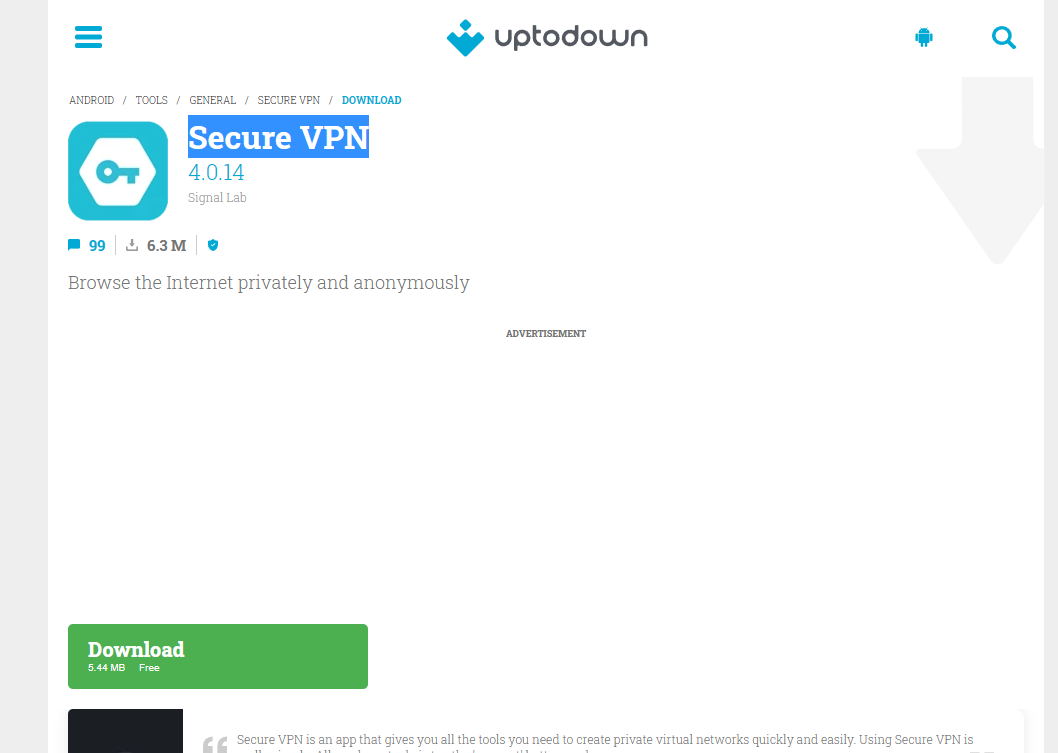 uptodown
ANDROID / TOOLS / GENERAL / SECURE VPN / DOWNLOAD
Secure VPN
4.0.14
Signal Lab
99 6.3 M
Browse the Internet privately and anonymously
ADVERTISEMENT
Download
5.44 MB Free
Secure VPN is an app that gives you all the tools you need to create private virtual networks quickly and easily. Using Secure VPN is